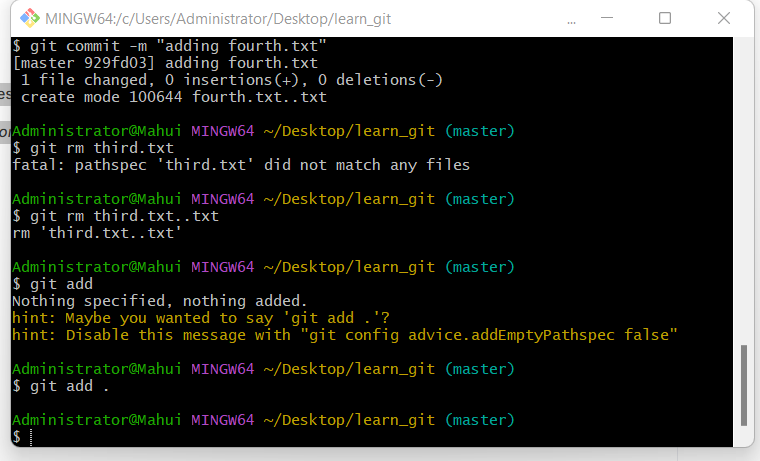 MINGW64:/c/Users/Administrator/Desktop/learn_git ...
$ git commit -m "adding fourth.txt"
[master 929fd03] adding fourth.txt
 1 file changed, 0 insertions(+), 0 deletions(-)
 create mode 100644 fourth.txt..txt
Administrator@Mahui MINGW64 ~/Desktop/learn_git (master)
$ git rm third.txt
fatal: pathspec 'third.txt' did not match any files
Administrator@Mahui MINGW64 ~/Desktop/learn_git (master)
$ git rm third.txt..txt
rm 'third.txt..txt'
Administrator@Mahui MINGW64 ~/Desktop/learn_git (master)
$ git add
Nothing specified, nothing added.
hint: Maybe you wanted to say 'git add .'?
hint: Disable this message with "git config advice.addEmptyPathspec false"
Administrator@Mahui MINGW64 ~/Desktop/learn_git (master)
$ git add .
Administrator@Mahui MINGW64 ~/Desktop/learn_git (master)
$